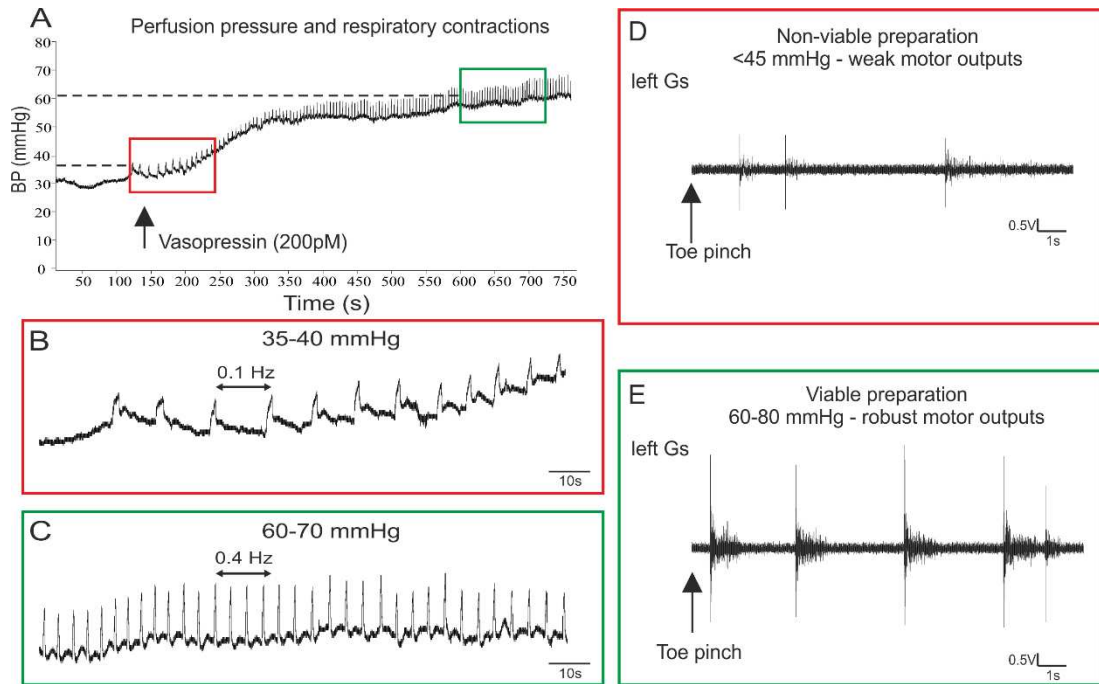 A
Perfusion pressure and respiratory contractions
80
70
60
50
40
30
20
10
0
BP (mmHg)
Vasopressin (200pM)
50 100 150 200 250 300 350 400 450 500 550 600 650 700 750
Time (s)
B
35-40 mmHg
0.1 Hz
10s
C
60-70 mmHg
0.4 Hz
10s
D
Non-viable preparation
<45 mmHg - weak motor outputs
left Gs
Toe pinch
0.5V
1s
E
Viable preparation
60-80 mmHg - robust motor outputs
left Gs
Toe pinch
0.5V
1s